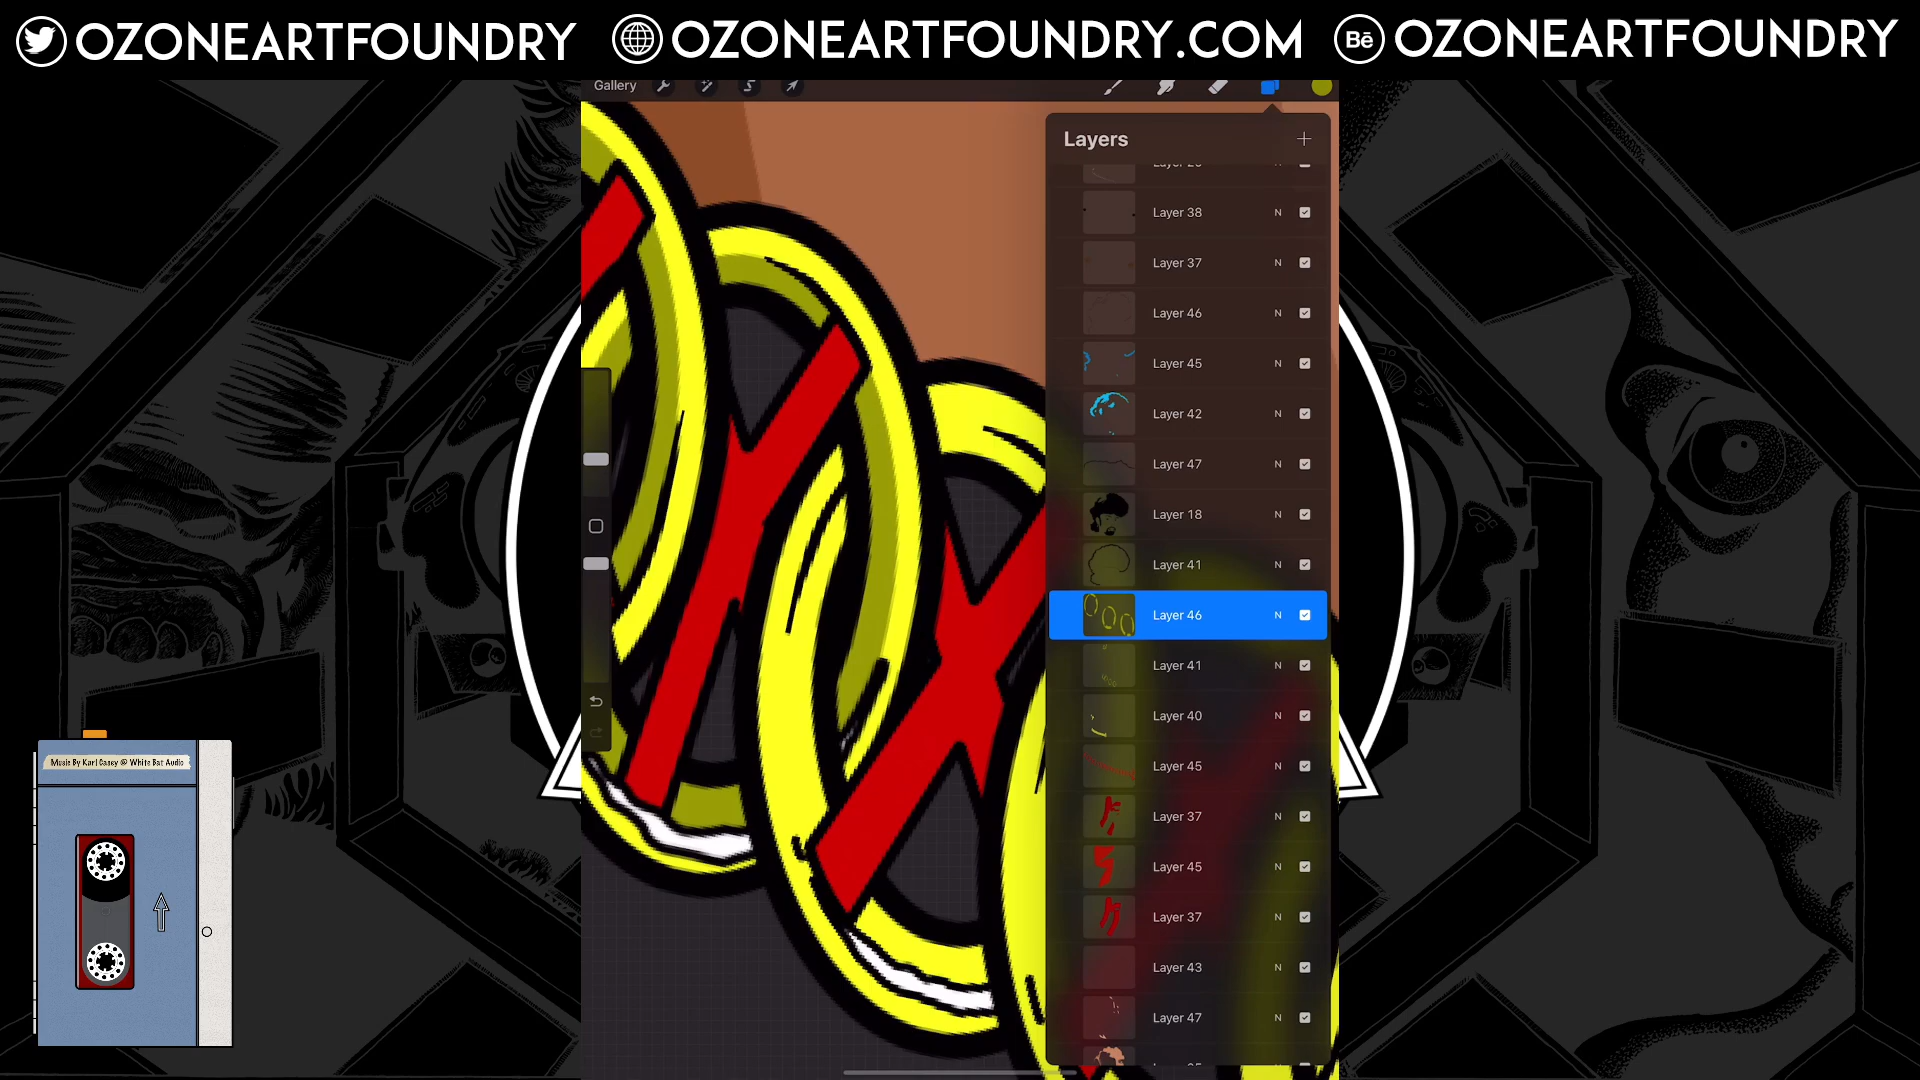 OZONEARTFOUNDRY OZONEARTFOUNDRY.COM Bē OZONEARTFOUNDRY
Gallery
Layers
Layer 38 N
Layer 37 N
Layer 46 N
Layer 45 N
Layer 42 N
Layer 47 N
Layer 18 N
Layer 41 N
Layer 46 N
Layer 41 N
Layer 40 N
Layer 45 N
Layer 37 N
Layer 45 N
Layer 37 N
Layer 43 N
Layer 47 N
Music By Karl Casey @ White Bat Audio